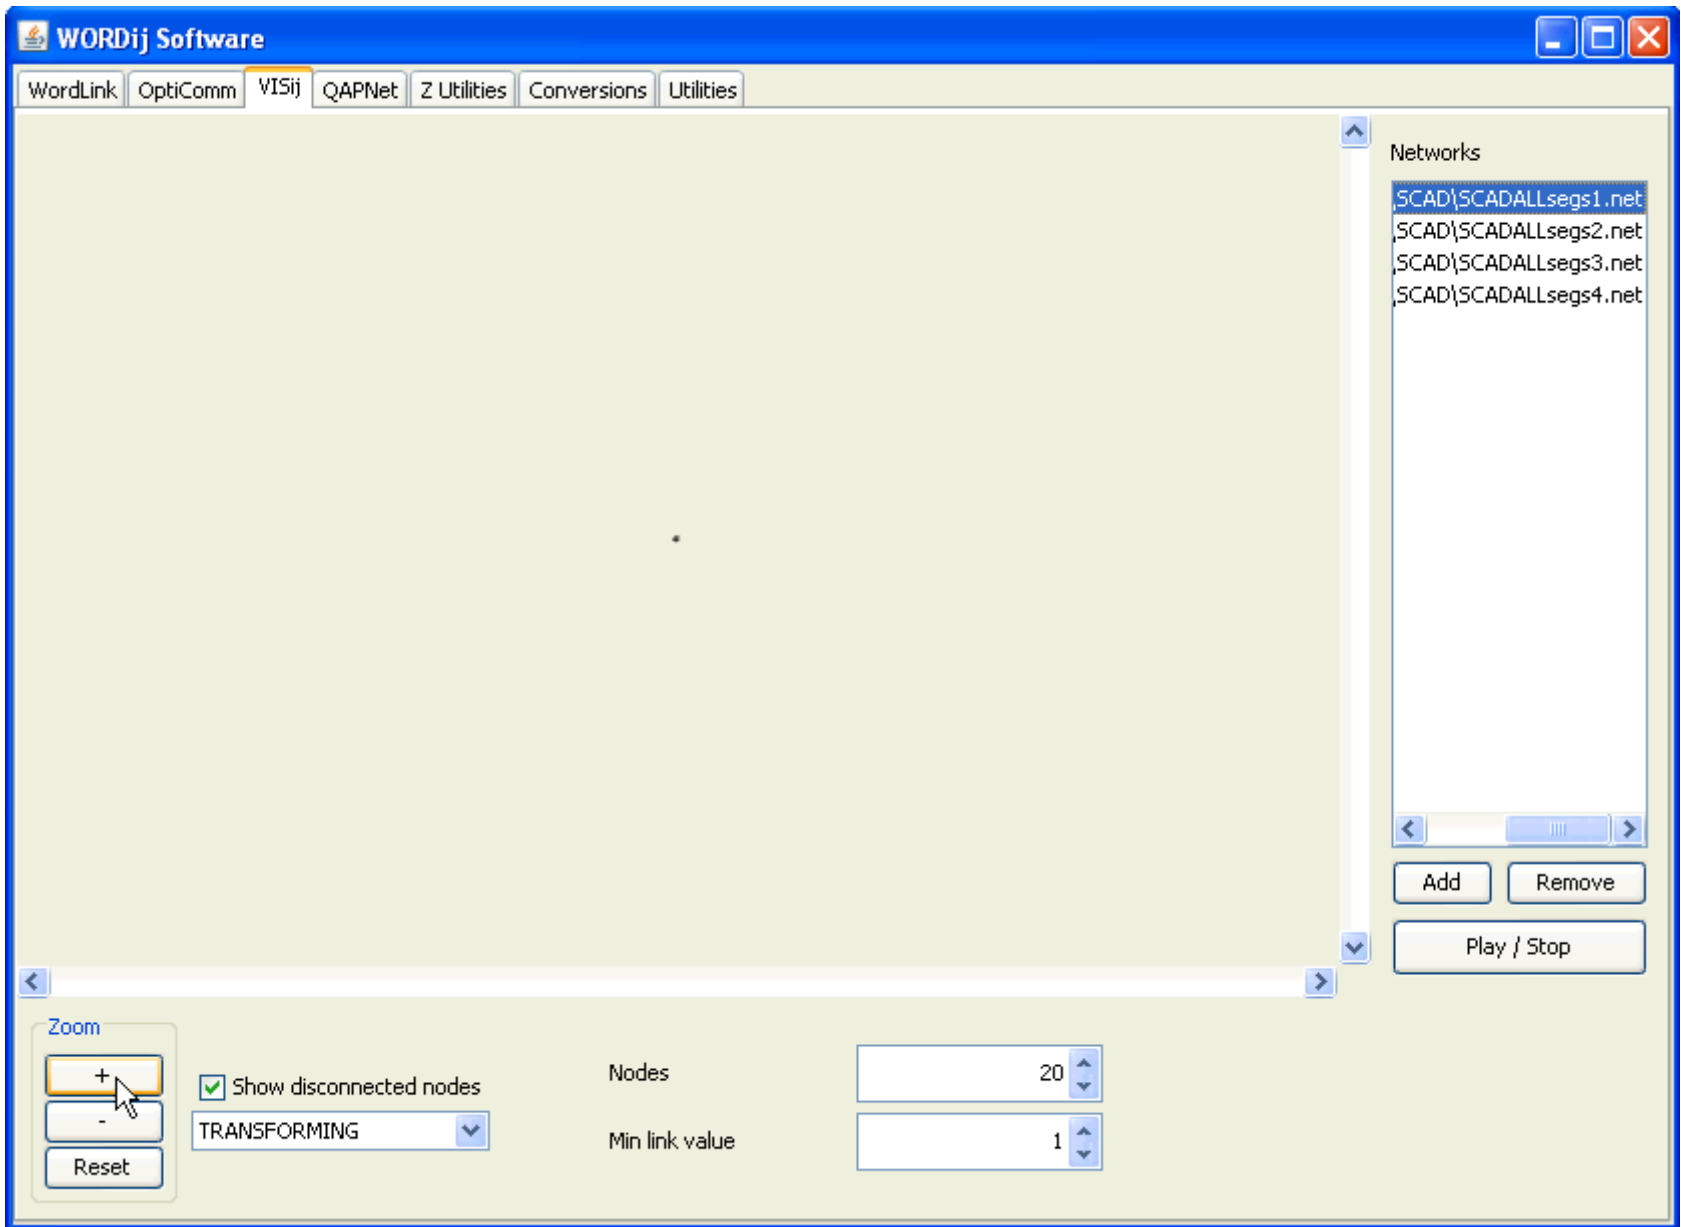 WORDij Software
WordLink OptiComm VISij QAPNet Z Utilities Conversions Utilities
Networks
SCAD\SCADALLsegs1.net
SCAD\SCADALLsegs2.net
SCAD\SCADALLsegs3.net
SCAD\SCADALLsegs4.net
Add Remove
Play / Stop
Zoom
+
-
Reset
Show disconnected nodes
TRANSFORMING
Nodes 20
Min link value 1